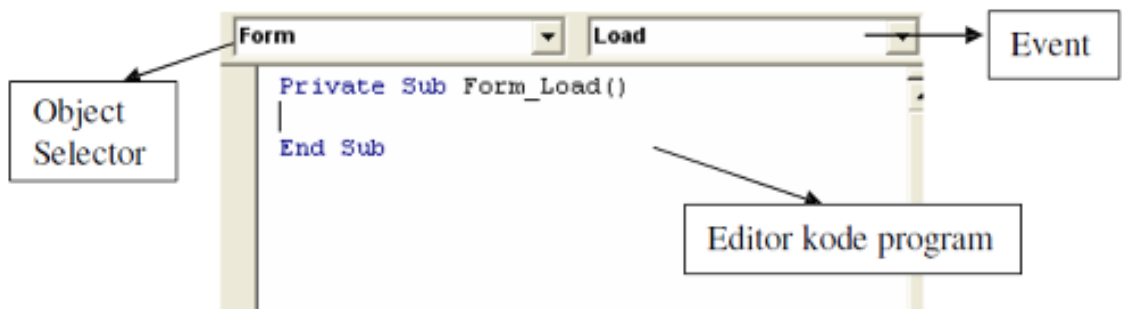 Form
Load
Event
Private Sub Form_Load()
Object
Selector
End Sub
Editor kode program